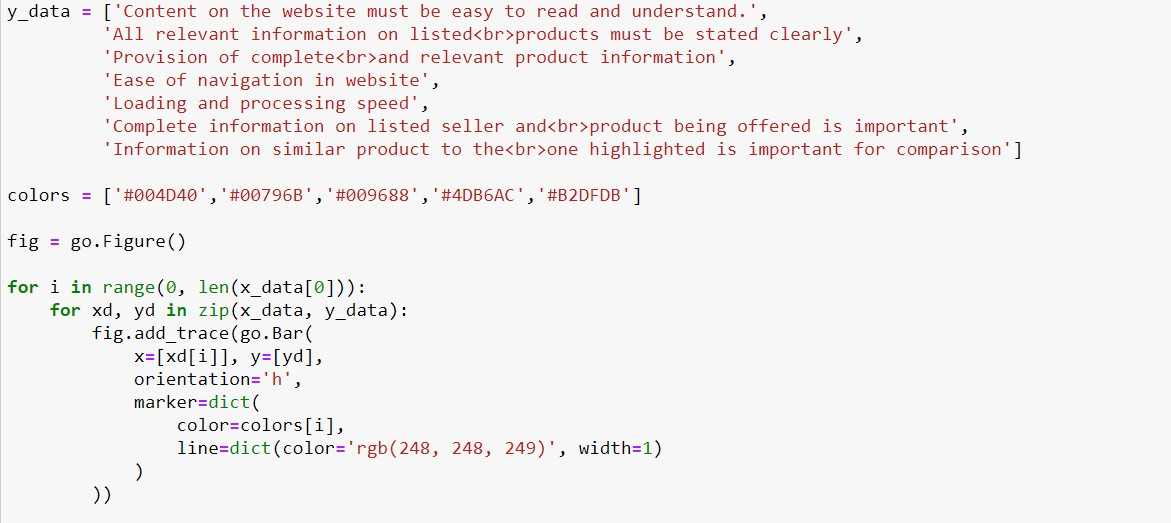 y_data = ['Content on the website must be easy to read and understand.',
         'All relevant information on listed<br>products must be stated clearly',
         'Provision of complete<br>and relevant product information',
         'Ease of navigation in website',
         'Loading and processing speed',
         'Complete information on listed seller and<br>product being offered is important',
         'Information on similar product to the<br>one highlighted is important for comparison']
colors = ['#004D40','#00796B','#009688','#4DB6AC','#B2DFDB']
fig = go.Figure()
for i in range(0, len(x_data[0])):
    for xd, yd in zip(x_data, y_data):
        fig.add_trace(go.Bar(
            x=[xd[i]], y=[yd],
            orientation='h',
            marker=dict(
                color=colors[i],
                line=dict(color='rgb(248, 248, 249)', width=1)
            )
        ))